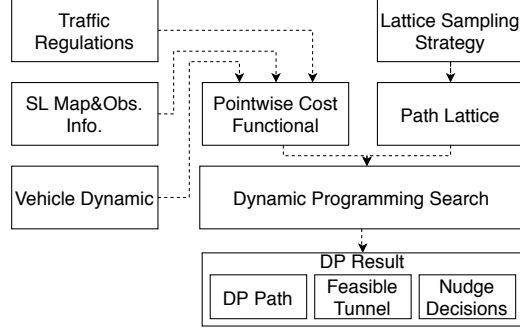 Traffic
Regulations
Lattice Sampling
Strategy
SL Map&Obs.
Info.
Pointwise Cost
Functional
Path Lattice
Vehicle Dynamic
Dynamic Programming Search
DP Result
DP Path
Feasible
Tunnel
Nudge
Decisions